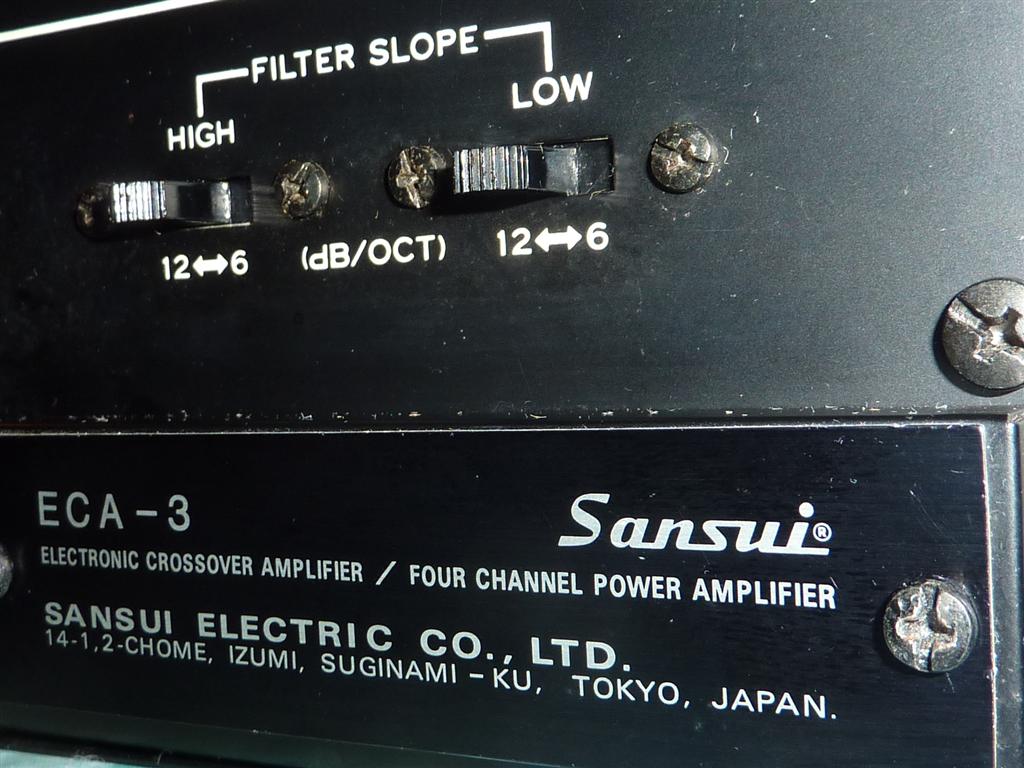 FILTER SLOPE
HIGH LOW
12↔6 (dB/OCT) 12↔6
ECA-3 Sansui®
ELECTRONIC CROSSOVER AMPLIFIER / FOUR CHANNEL POWER AMPLIFIER
SANSUI ELECTRIC CO., LTD.
14-1,2-CHOME, IZUMI, SUGINAMI-KU, TOKYO, JAPAN.